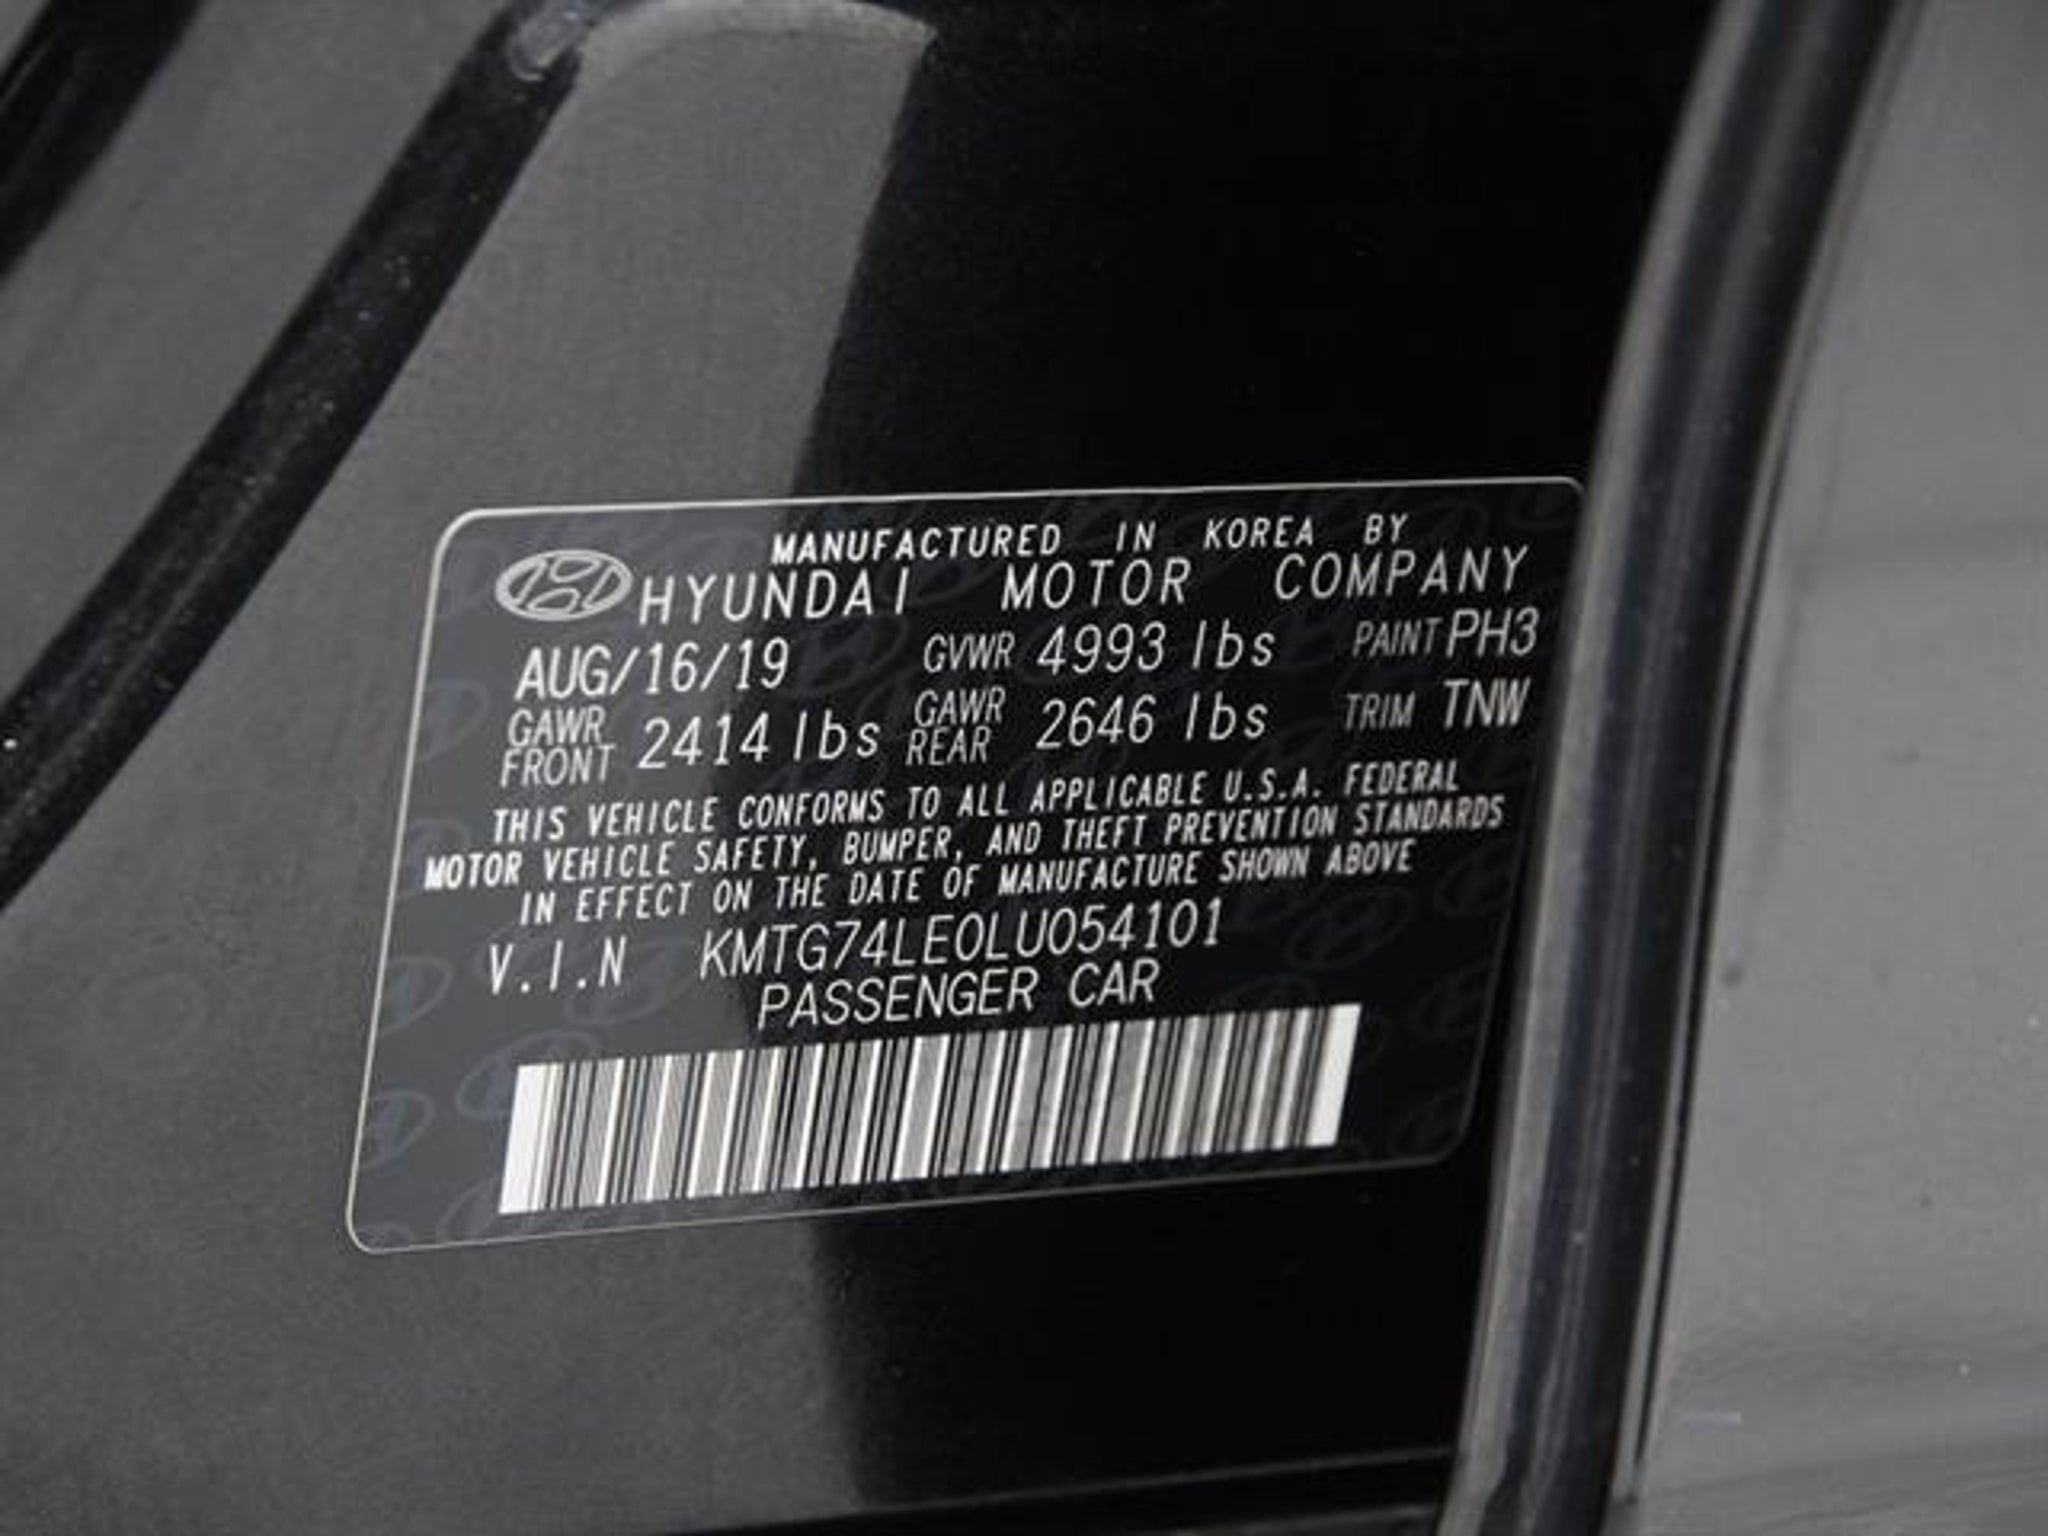 MANUFACTURED IN KOREA BY
HYUNDAI MOTOR COMPANY
AUG/16/19 GVWR 4993 lbs PAINT PH3
GAWR FRONT 2414 lbs GAWR REAR 2646 lbs TRIM TNW
THIS VEHICLE CONFORMS TO ALL APPLICABLE U.S.A. FEDERAL
MOTOR VEHICLE SAFETY, BUMPER, AND THEFT PREVENTION STANDARDS
IN EFFECT ON THE DATE OF MANUFACTURE SHOWN ABOVE
V.I.N KMTG74LE0LU054101
PASSENGER CAR